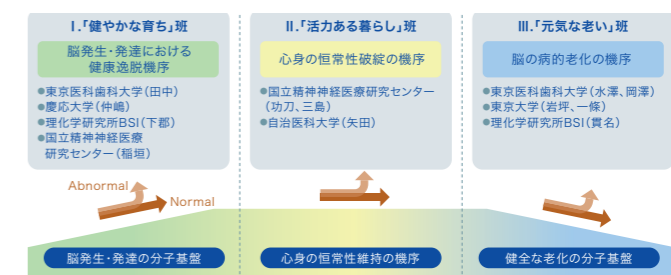 Ⅰ.「健やかな育ち」班
脳発生・発達における
健康逸脱機序
●東京医科歯科大学(田中)
●慶応大学(仲嶋)
●理化学研究所BSI(下郡)
●国立精神神経医療
研究センター(稲垣)
Ⅱ.「活力ある暮らし」班
心身の恒常性破綻の機序
●国立精神神経医療研究センター
(功刀、三島)
●自治医科大学(矢田)
Ⅲ.「元気な老い」班
脳の病的老化の機序
●東京医科歯科大学(水澤、岡澤)
●東京大学(岩坪、一條)
●理化学研究所BSI(貫名)
Abnormal
Normal
脳発生・発達の分子基盤
心身の恒常性維持の機序
健全な老化の分子基盤